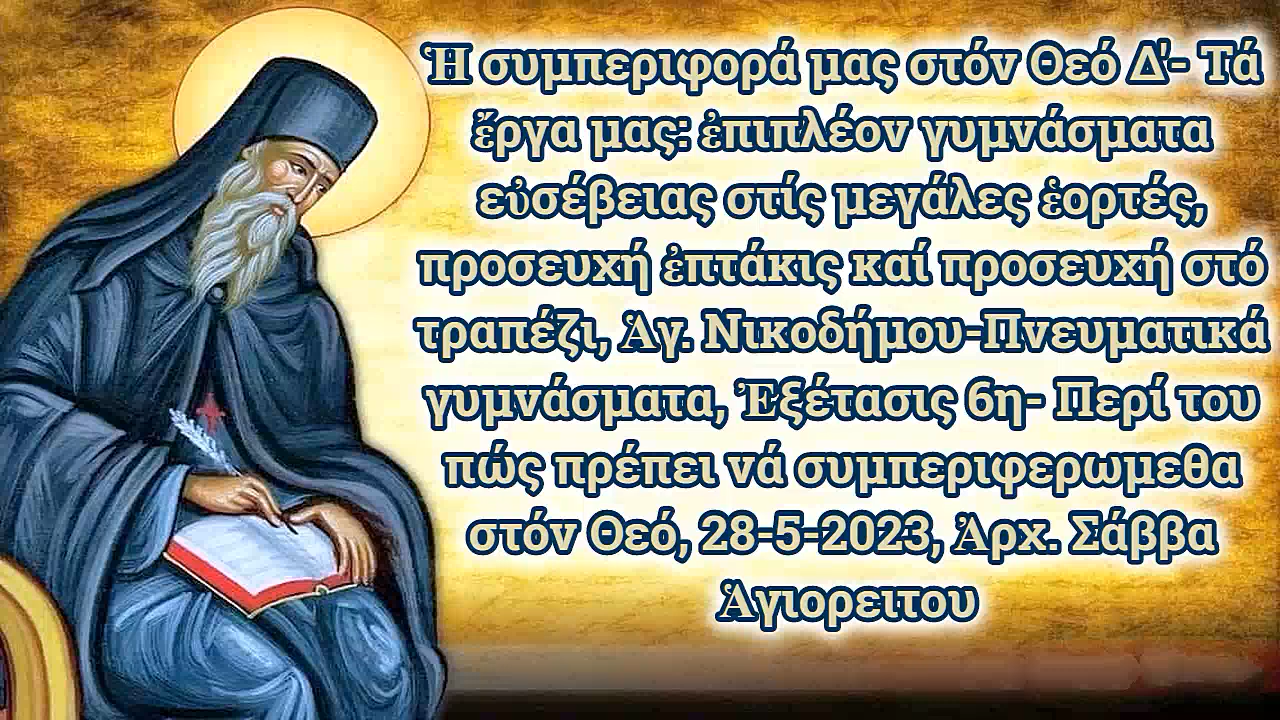 Ἡ συμπεριφορά μας στόν Θεό Δ'- Τά
ἔργα μας: ἐπιπλέον γυμνάσματα
εὐσέβειας στίς μεγάλες ἑορτές,
προσευχή ἑπτάκις καί προσευχή στό
τραπέζι, Ἁγ. Νικοδήμου-Πνευματικά
γυμνάσματα, Ἐξέτασις 6η- Περί του
πώς πρέπει νά συμπεριφερωμεθα
στόν Θεό, 28-5-2023, Ἀρχ. Σάββα
Ἁγιορειτου